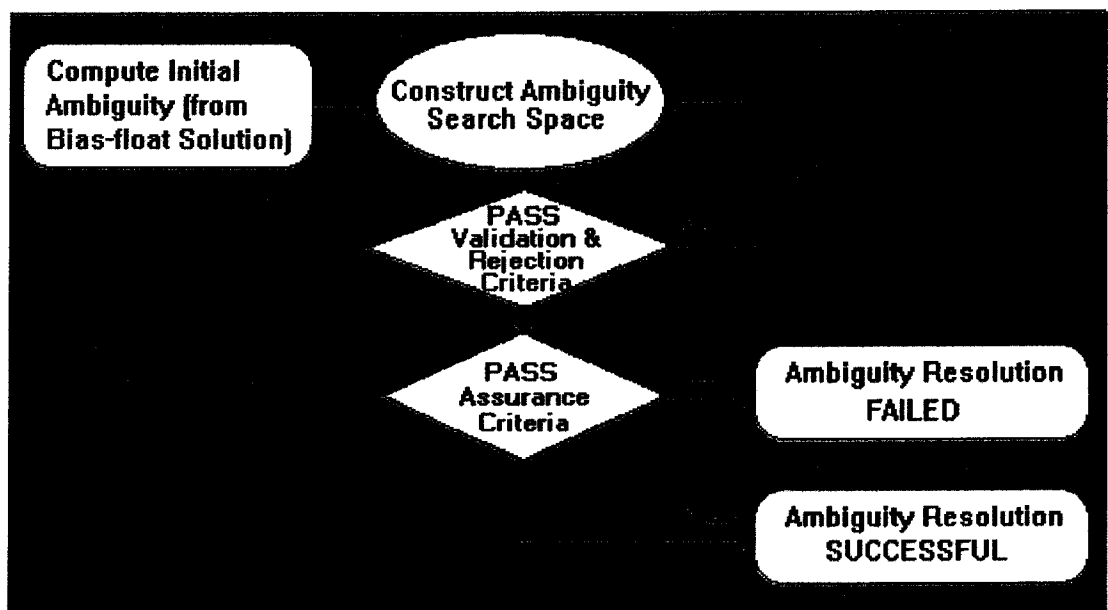 Compute Initial
Ambiguity (from
Bias-float Solution)
Construct Ambiguity
Search Space
PASS
Validation &
Rejection
Criteria
PASS
Assurance
Criteria
Ambiguity Resolution
FAILED
Ambiguity Resolution
SUCCESSFUL